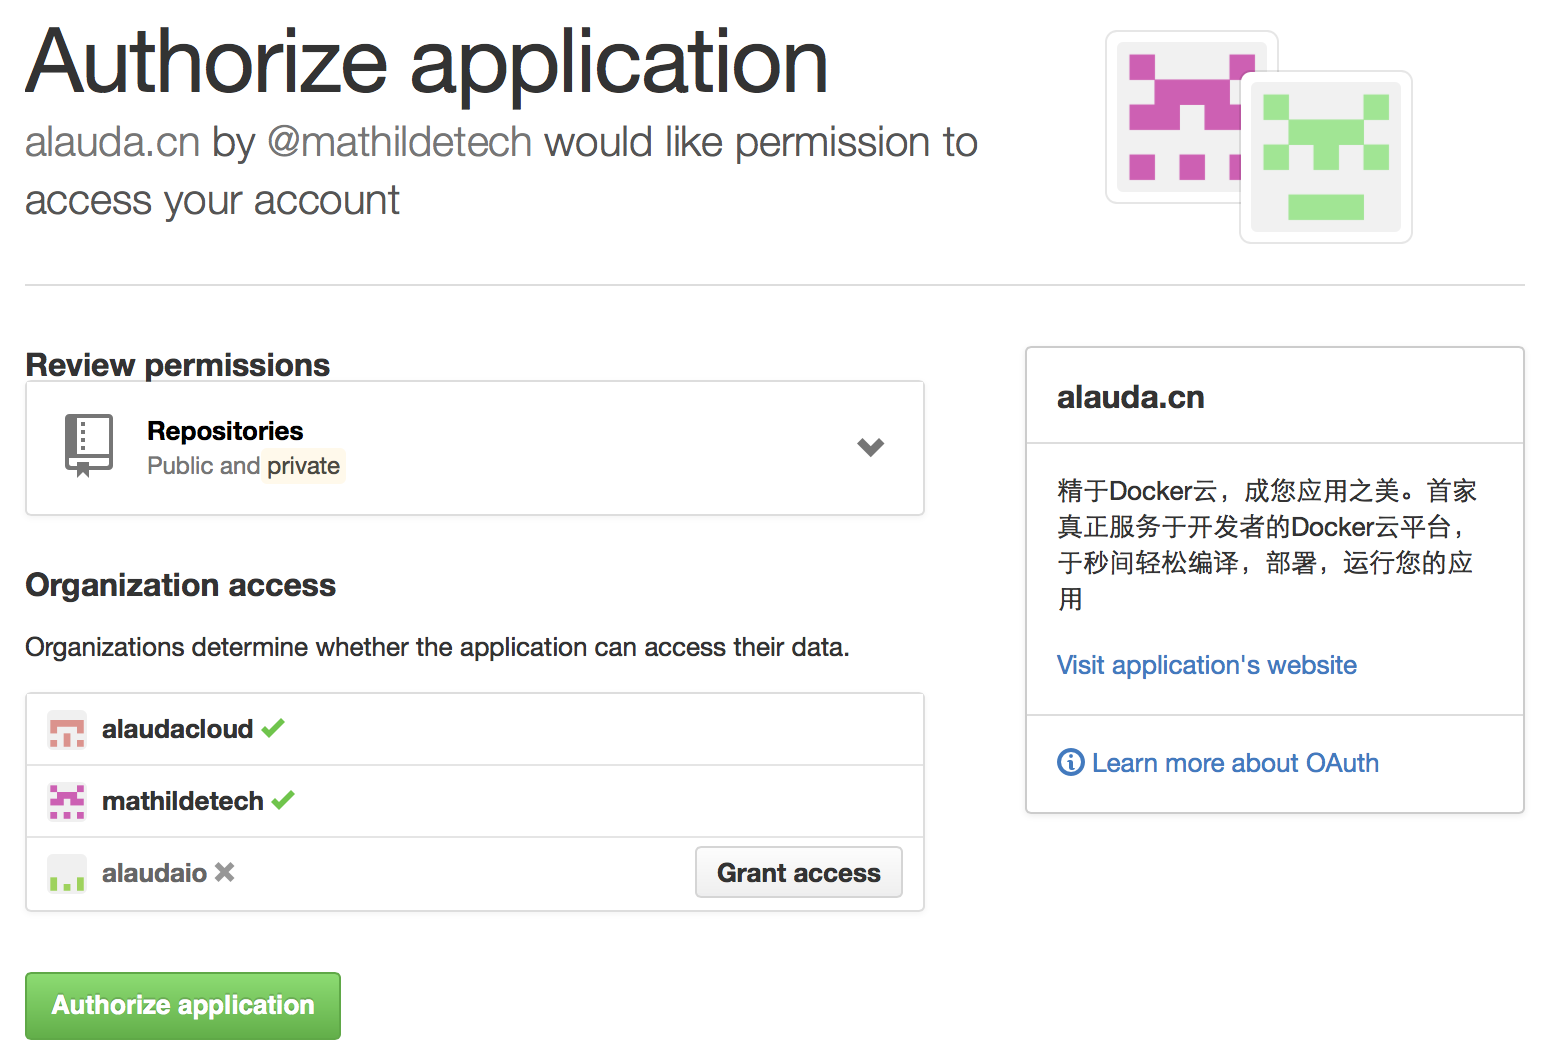 Authorize application
alauda.cn by @mathildetech would like permission to
access your account
Review permissions
Repositories
Public and private
Organization access
Organizations determine whether the application can access their data.
alaudacloud
mathildetech
alaudaio
Grant access
Authorize application
alauda.cn
精于Docker云，成您应用之美。首家
真正服务于开发者的Docker云平台，
于秒间轻松编译，部署，运行您的应
用
Visit application's website
Learn more about OAuth